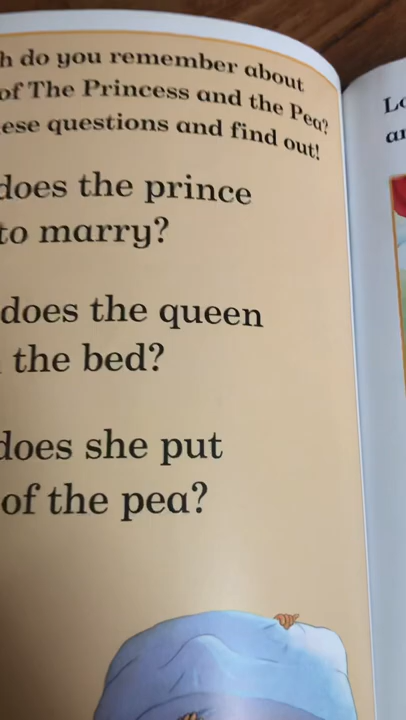 h do you remember about
of The Princess and the Pea?
ese questions and find out!
does the prince
to marry?
does the queen
the bed?
does she put
of the pea?